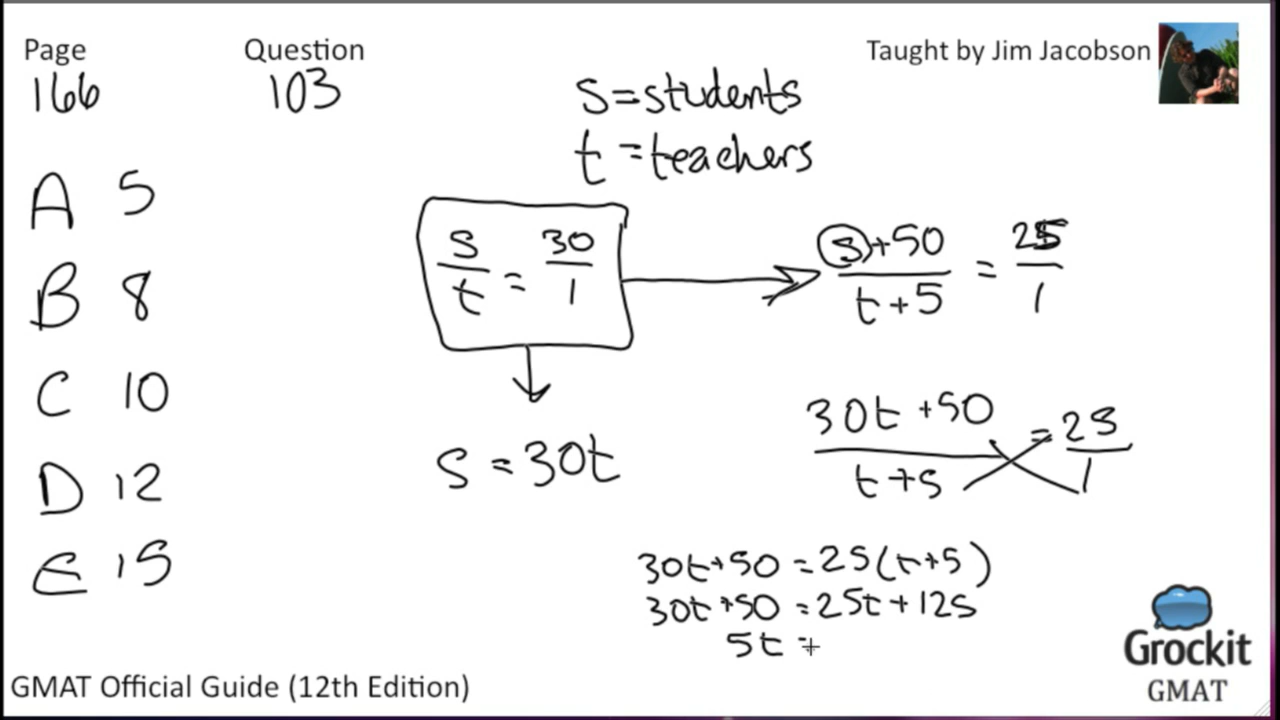 Page Question Taught by Jim Jacobson
166 103
s=students
t=teachers
A 5
B 8
C 10
D 12
E 15
s/t = 30/1
s+50/t+5 = 25/1
s=30t
30t+50/t+5 = 25/1
30t+50=25(t+5)
30t+50=25t+125
5t =
Grockit
GMAT
GMAT Official Guide (12th Edition)